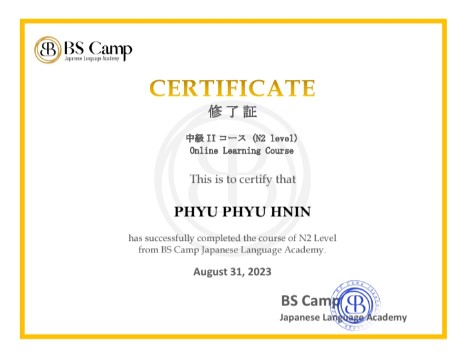 BS Camp
Japanese Language Academy
CERTIFICATE
修了証
中級 II コース (N2 level)
Online Learning Course
This is to certify that
PHYU PHYU HNIN
has successfully completed the course of N2 Level
from BS Camp Japanese Language Academy.
August 31, 2023
BS Camp
Japanese Language Academy